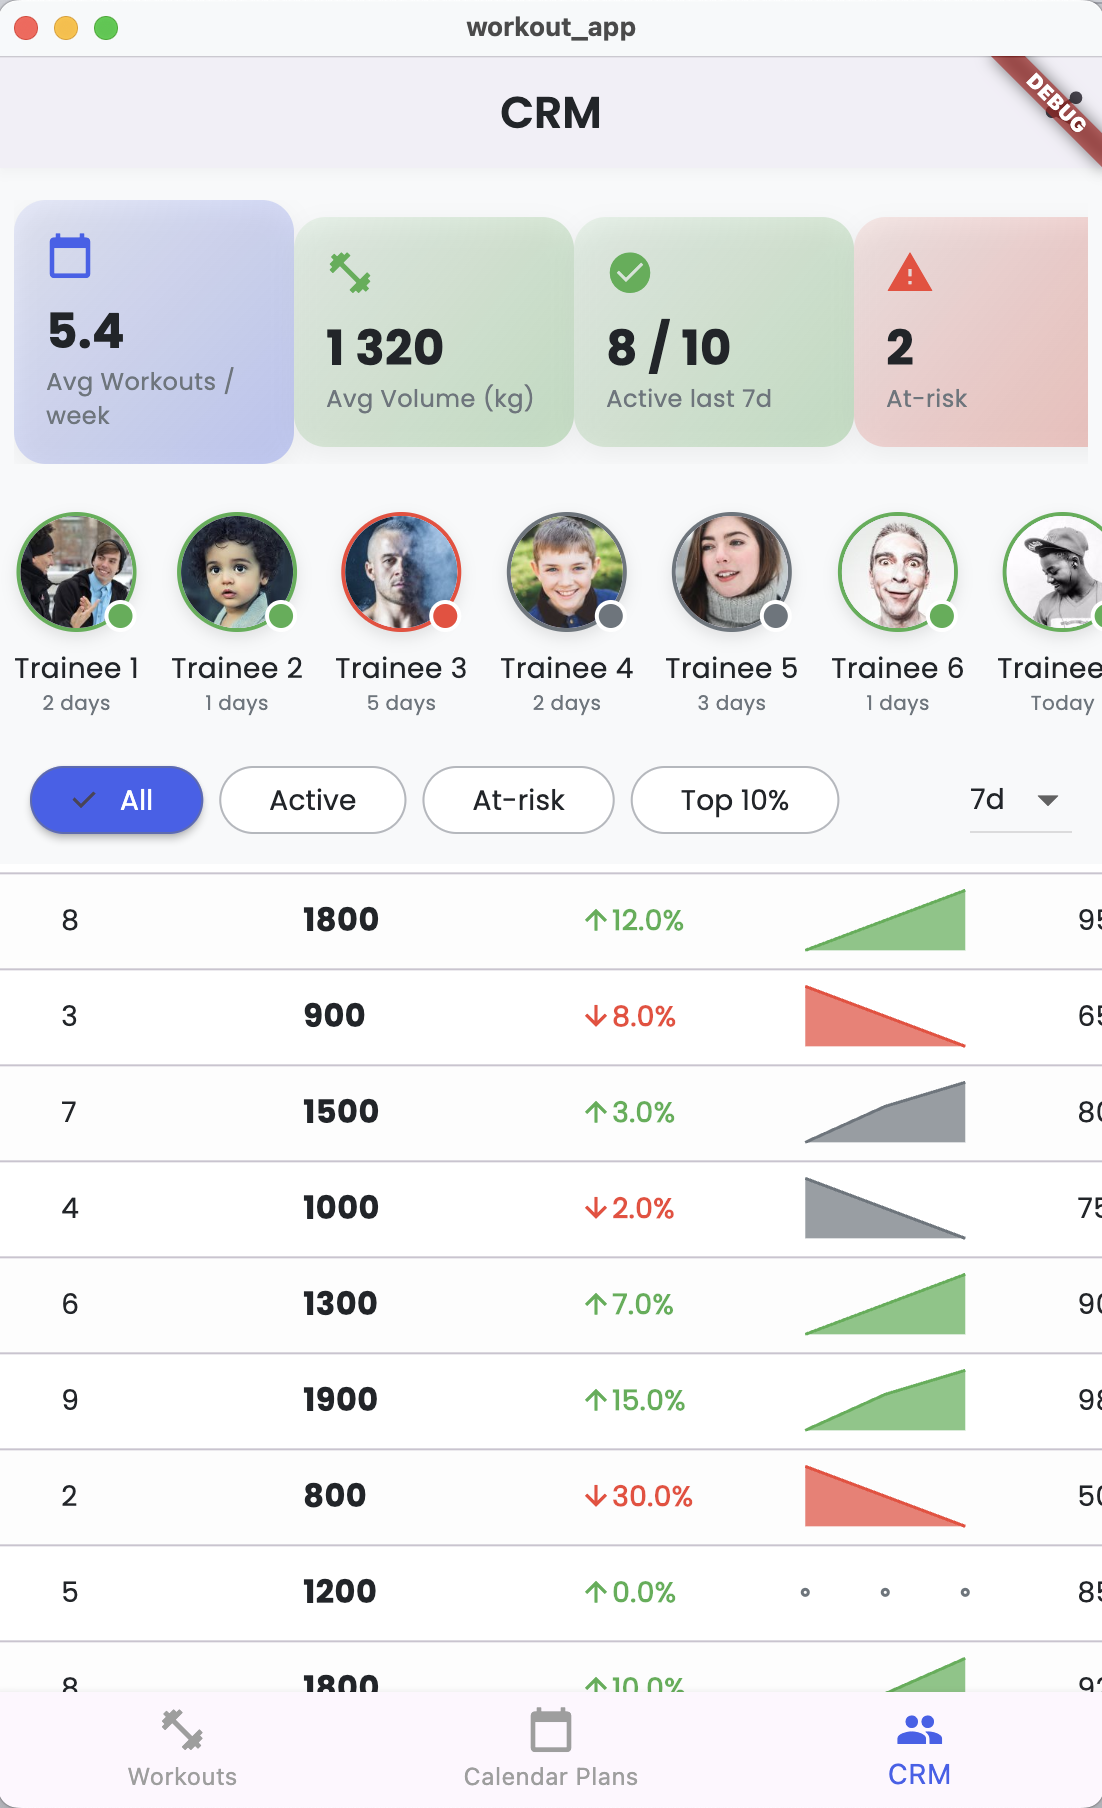 workout_app
CRM
DEBUG
5.4
Avg Workouts /
week
1 320
Avg Volume (kg)
8 / 10
Active last 7d
2
At-risk
Trainee 1
2 days
Trainee 2
1 days
Trainee 3
5 days
Trainee 4
2 days
Trainee 5
3 days
Trainee 6
1 days
Trainee
Today
All
Active
At-risk
Top 10%
7d
8 1800 ↑12.0% 95
3 900 ↓8.0% 65
7 1500 ↑3.0% 80
4 1000 ↓2.0% 75
6 1300 ↑7.0% 90
9 1900 ↑15.0% 98
2 800 ↓30.0% 50
5 1200 ↑0.0% 85
8 1800 ↑10.0% 92
Workouts
Calendar Plans
CRM